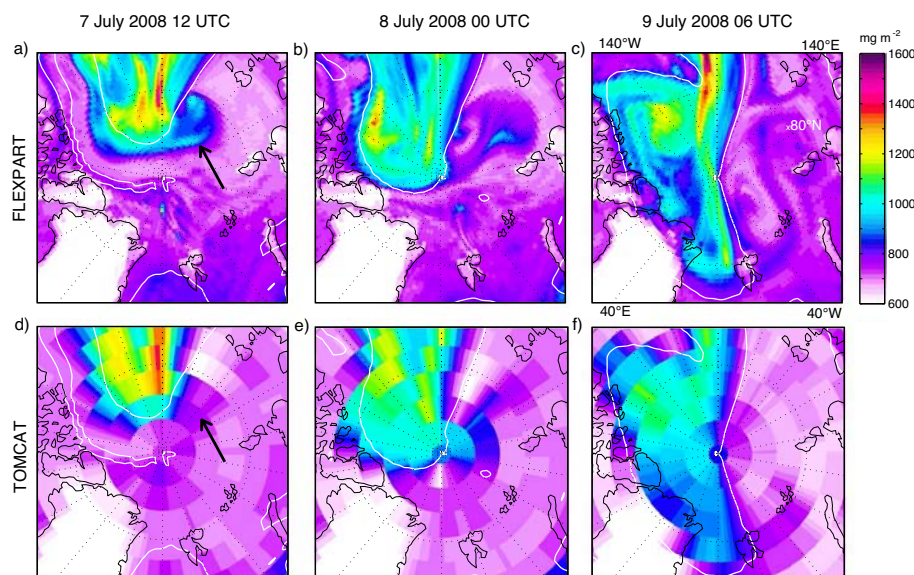 7 July 2008 12 UTC
8 July 2008 00 UTC
9 July 2008 06 UTC
a)
b)
c)
140°W
140°E
mg m⁻²
1600
1400
1200
1000
800
600
×80°N
FLEXPART
40°E
40°W
d)
e)
f)
TOMCAT